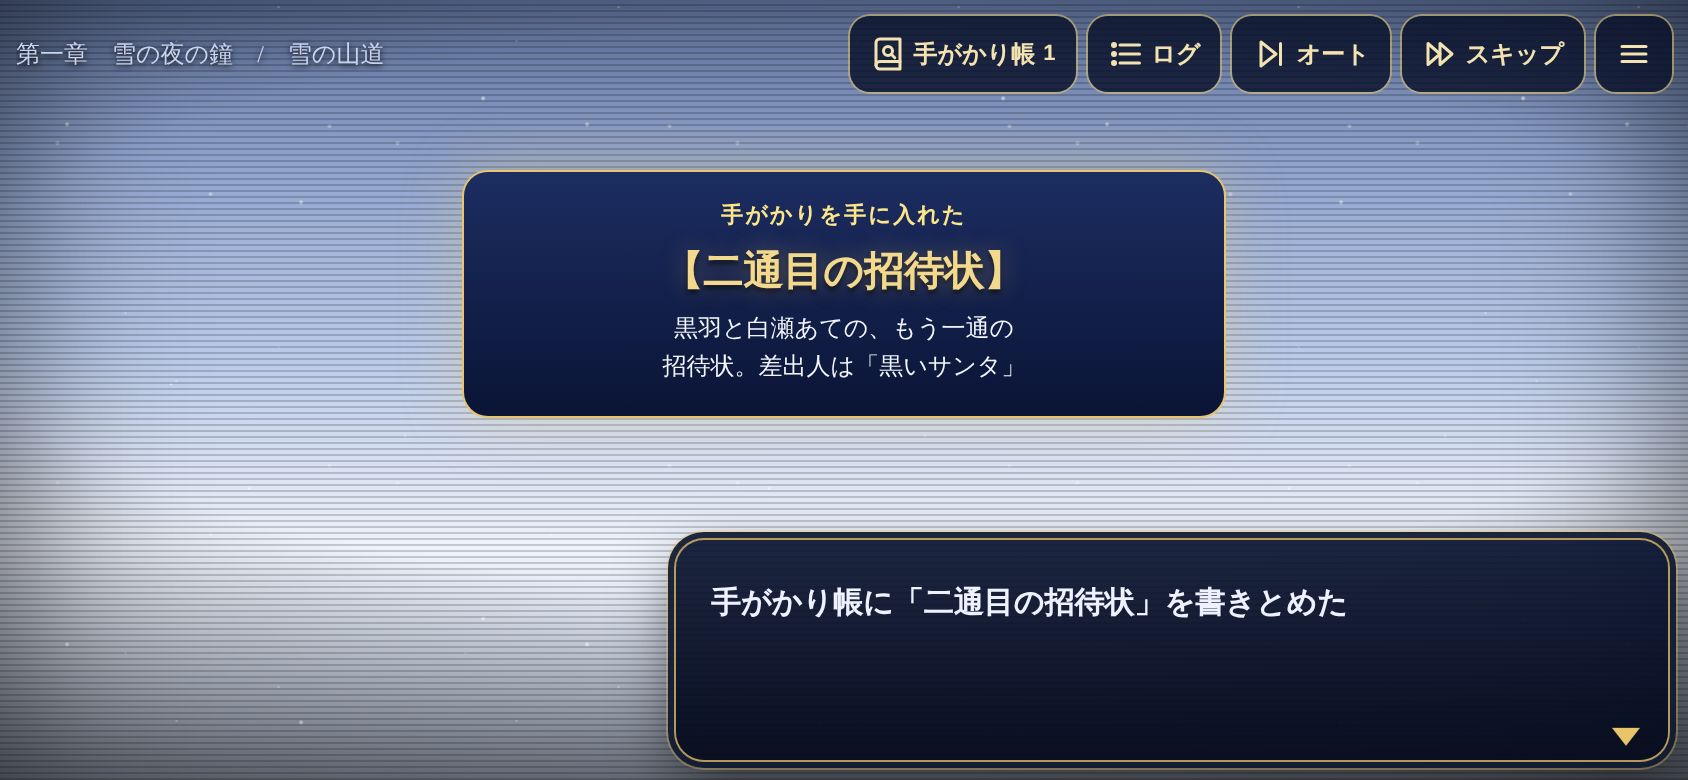 第一章　雪の夜の鐘　/　雪の山道
手がかり帳 1
ログ
オート
スキップ
手がかりを手に入れた
【二通目の招待状】
黒羽と白瀬あての、もう一通の
招待状。差出人は「黒いサンタ」
手がかり帳に「二通目の招待状」を書きとめた